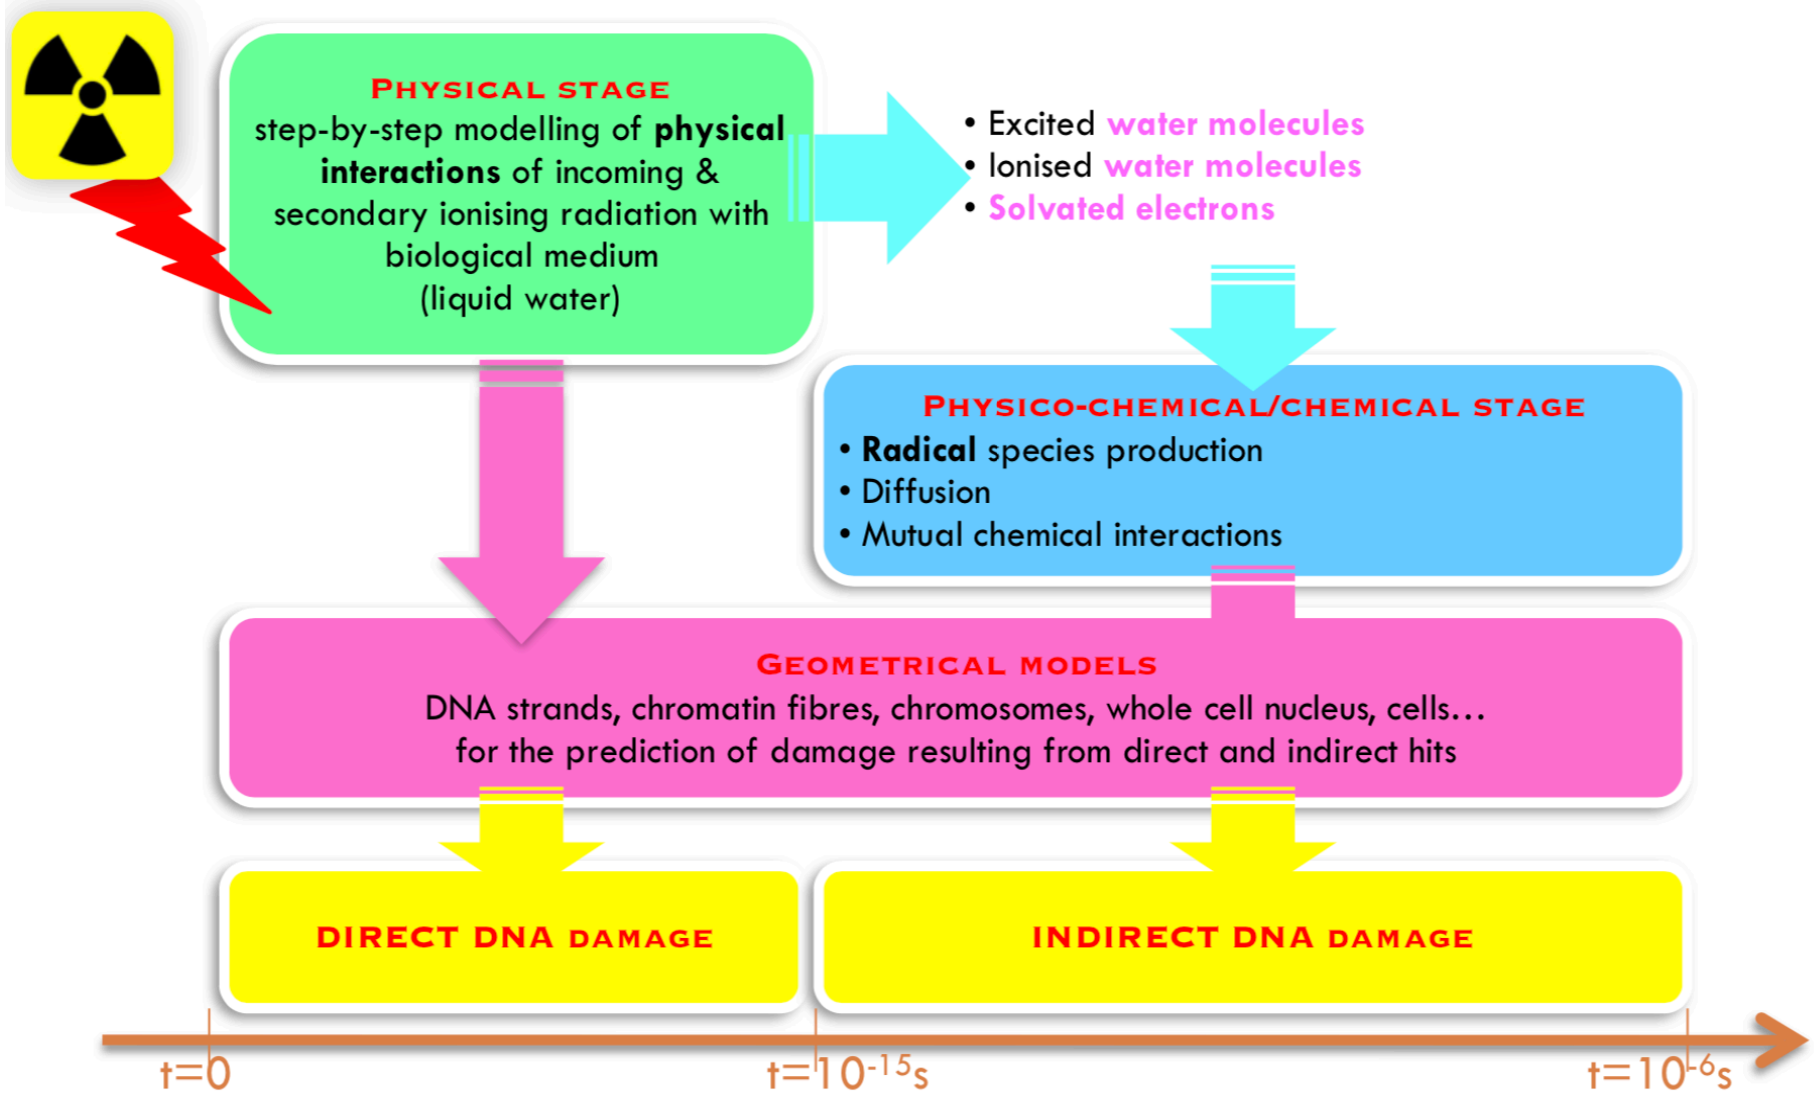 PHYSICAL STAGE
step-by-step modelling of physical
interactions of incoming &
secondary ionising radiation with
biological medium
(liquid water)
• Excited water molecules
• Ionised water molecules
• Solvated electrons
PHYSICO-CHEMICAL/CHEMICAL STAGE
• Radical species production
• Diffusion
• Mutual chemical interactions
GEOMETRICAL MODELS
DNA strands, chromatin fibres, chromosomes, whole cell nucleus, cells...
for the prediction of damage resulting from direct and indirect hits
DIRECT DNA DAMAGE
INDIRECT DNA DAMAGE
t=0
t=10⁻¹⁵s
t=10⁻⁶s